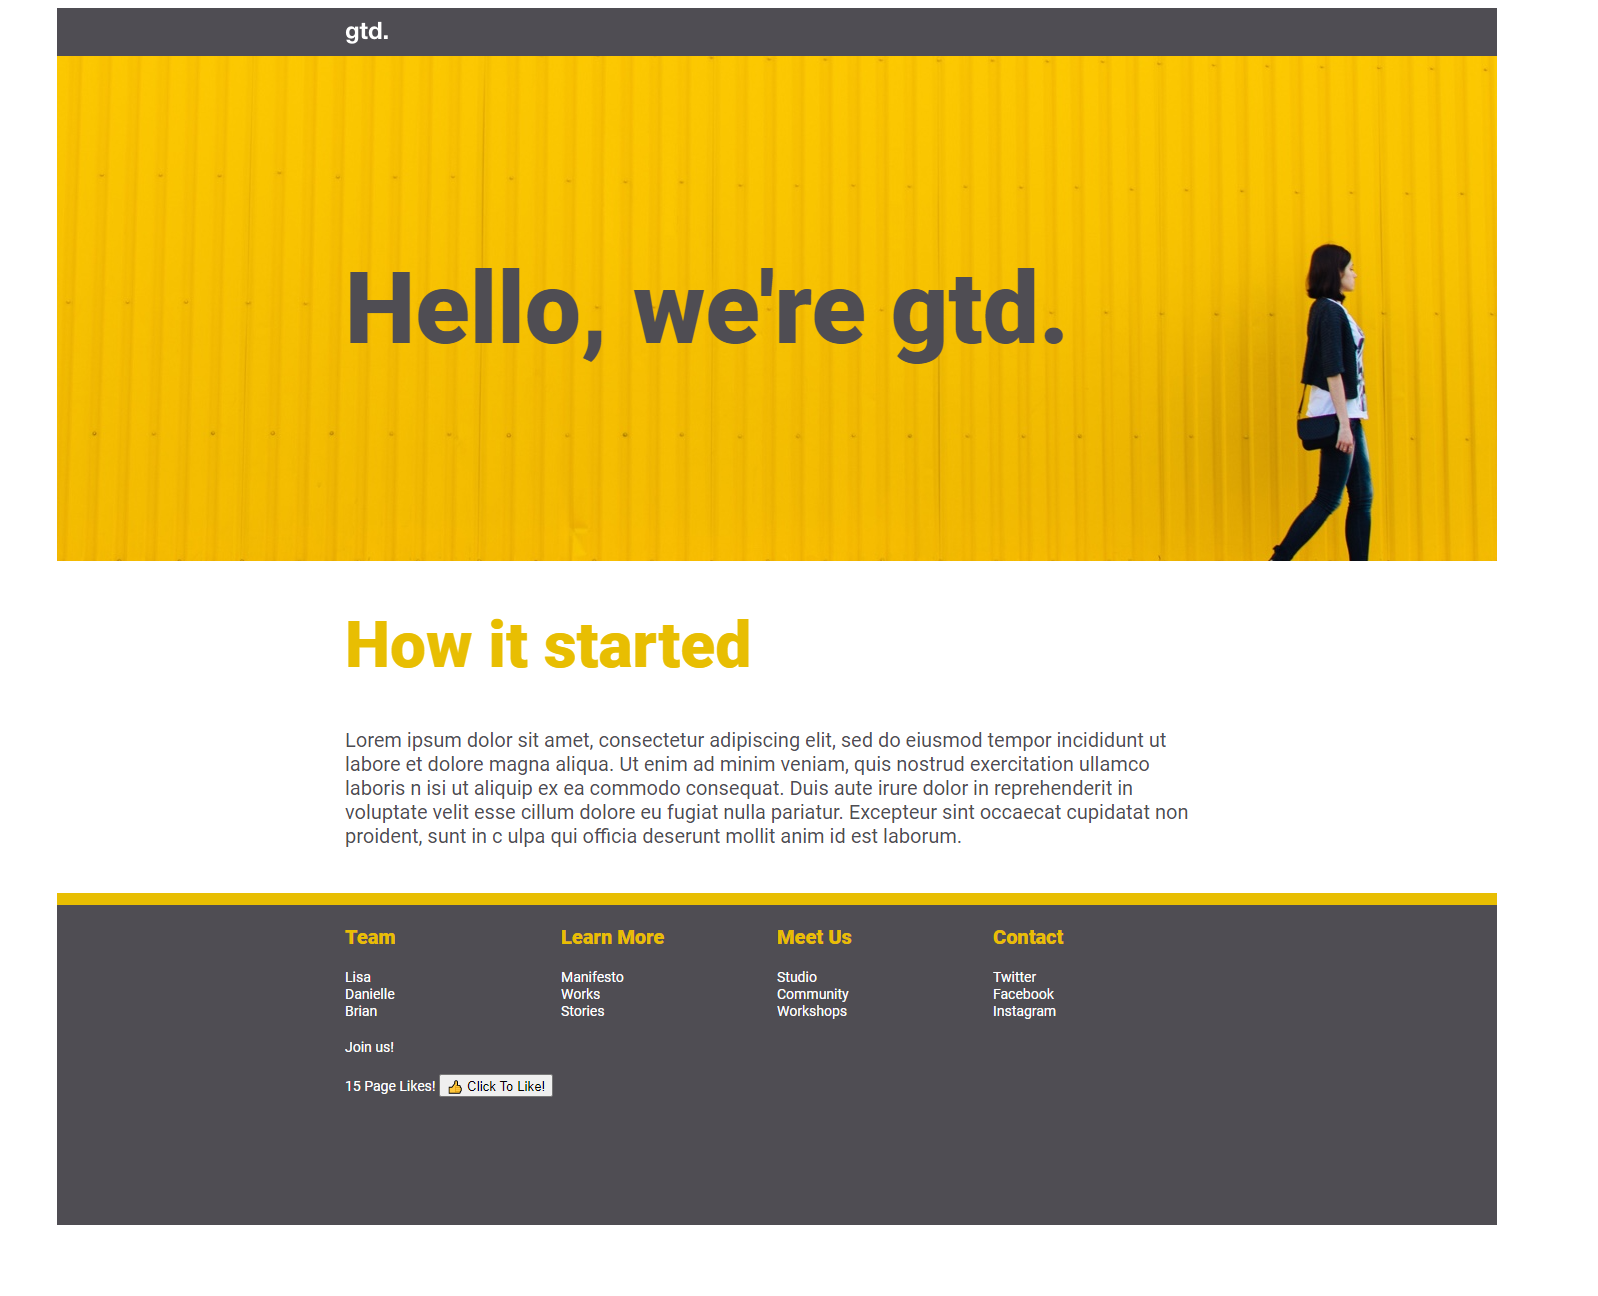 gtd.
Hello, we're gtd.
How it started
Lorem ipsum dolor sit amet, consectetur adipiscing elit, sed do eiusmod tempor incididunt ut
labore et dolore magna aliqua. Ut enim ad minim veniam, quis nostrud exercitation ullamco
laboris n isi ut aliquip ex ea commodo consequat. Duis aute irure dolor in reprehenderit in
voluptate velit esse cillum dolore eu fugiat nulla pariatur. Excepteur sint occaecat cupidatat non
proident, sunt in c ulpa qui officia deserunt mollit anim id est laborum.
Team
Lisa
Danielle
Brian
Join us!
15 Page Likes! 👍 Click To Like!
Learn More
Manifesto
Works
Stories
Meet Us
Studio
Community
Workshops
Contact
Twitter
Facebook
Instagram